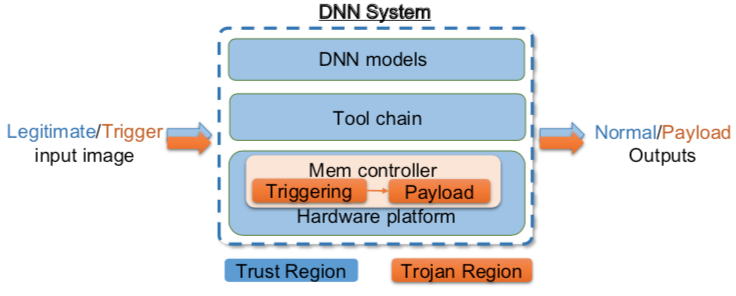 DNN System
DNN models
Tool chain
Legitimate/Trigger
input image
Normal/Payload
Outputs
Mem controller
Triggering
Payload
Hardware platform
Trust Region
Trojan Region